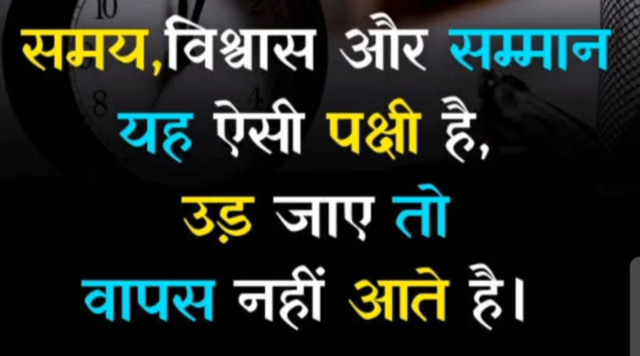 समय,विश्वास और सम्मान
यह ऐसी पक्षी है,
उड़ जाए तो
वापस नहीं आते है।